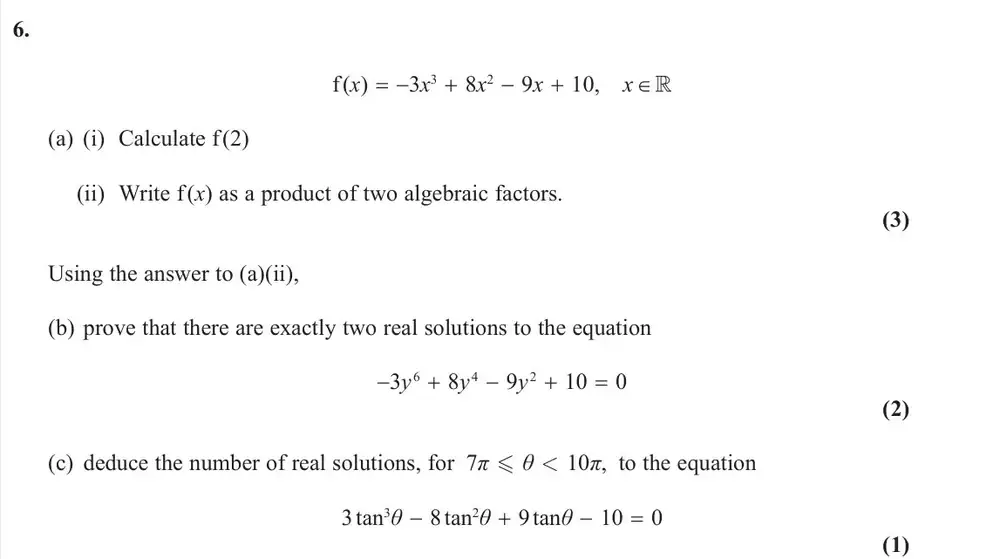 6.
f(x) = −3x³ + 8x² − 9x + 10, x ∈ ℝ
(a) (i) Calculate f(2)
(ii) Write f(x) as a product of two algebraic factors.
(3)
Using the answer to (a)(ii),
(b) prove that there are exactly two real solutions to the equation
−3y⁶ + 8y⁴ − 9y² + 10 = 0
(2)
(c) deduce the number of real solutions, for 7π ⩽ θ < 10π, to the equation
3 tan³θ − 8 tan²θ + 9 tanθ − 10 = 0
(1)